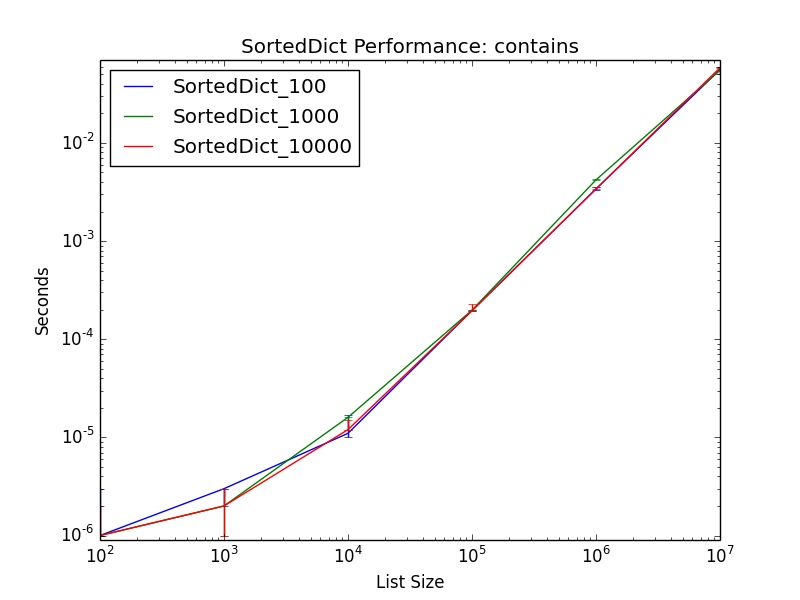 SortedDict Performance: contains
SortedDict_100
SortedDict_1000
SortedDict_10000
10^-2
10^-3
10^-4
10^-5
10^-6
Seconds
10^2 10^3 10^4 10^5 10^6 10^7
List Size